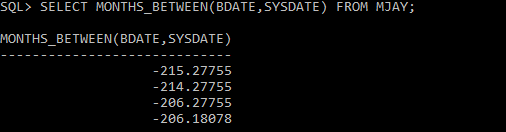 SQL> SELECT MONTHS_BETWEEN(BDATE,SYSDATE) FROM MJAY;
MONTHS_BETWEEN(BDATE,SYSDATE)
-----------------------------
-215.27755
-214.27755
-206.27755
-206.18078